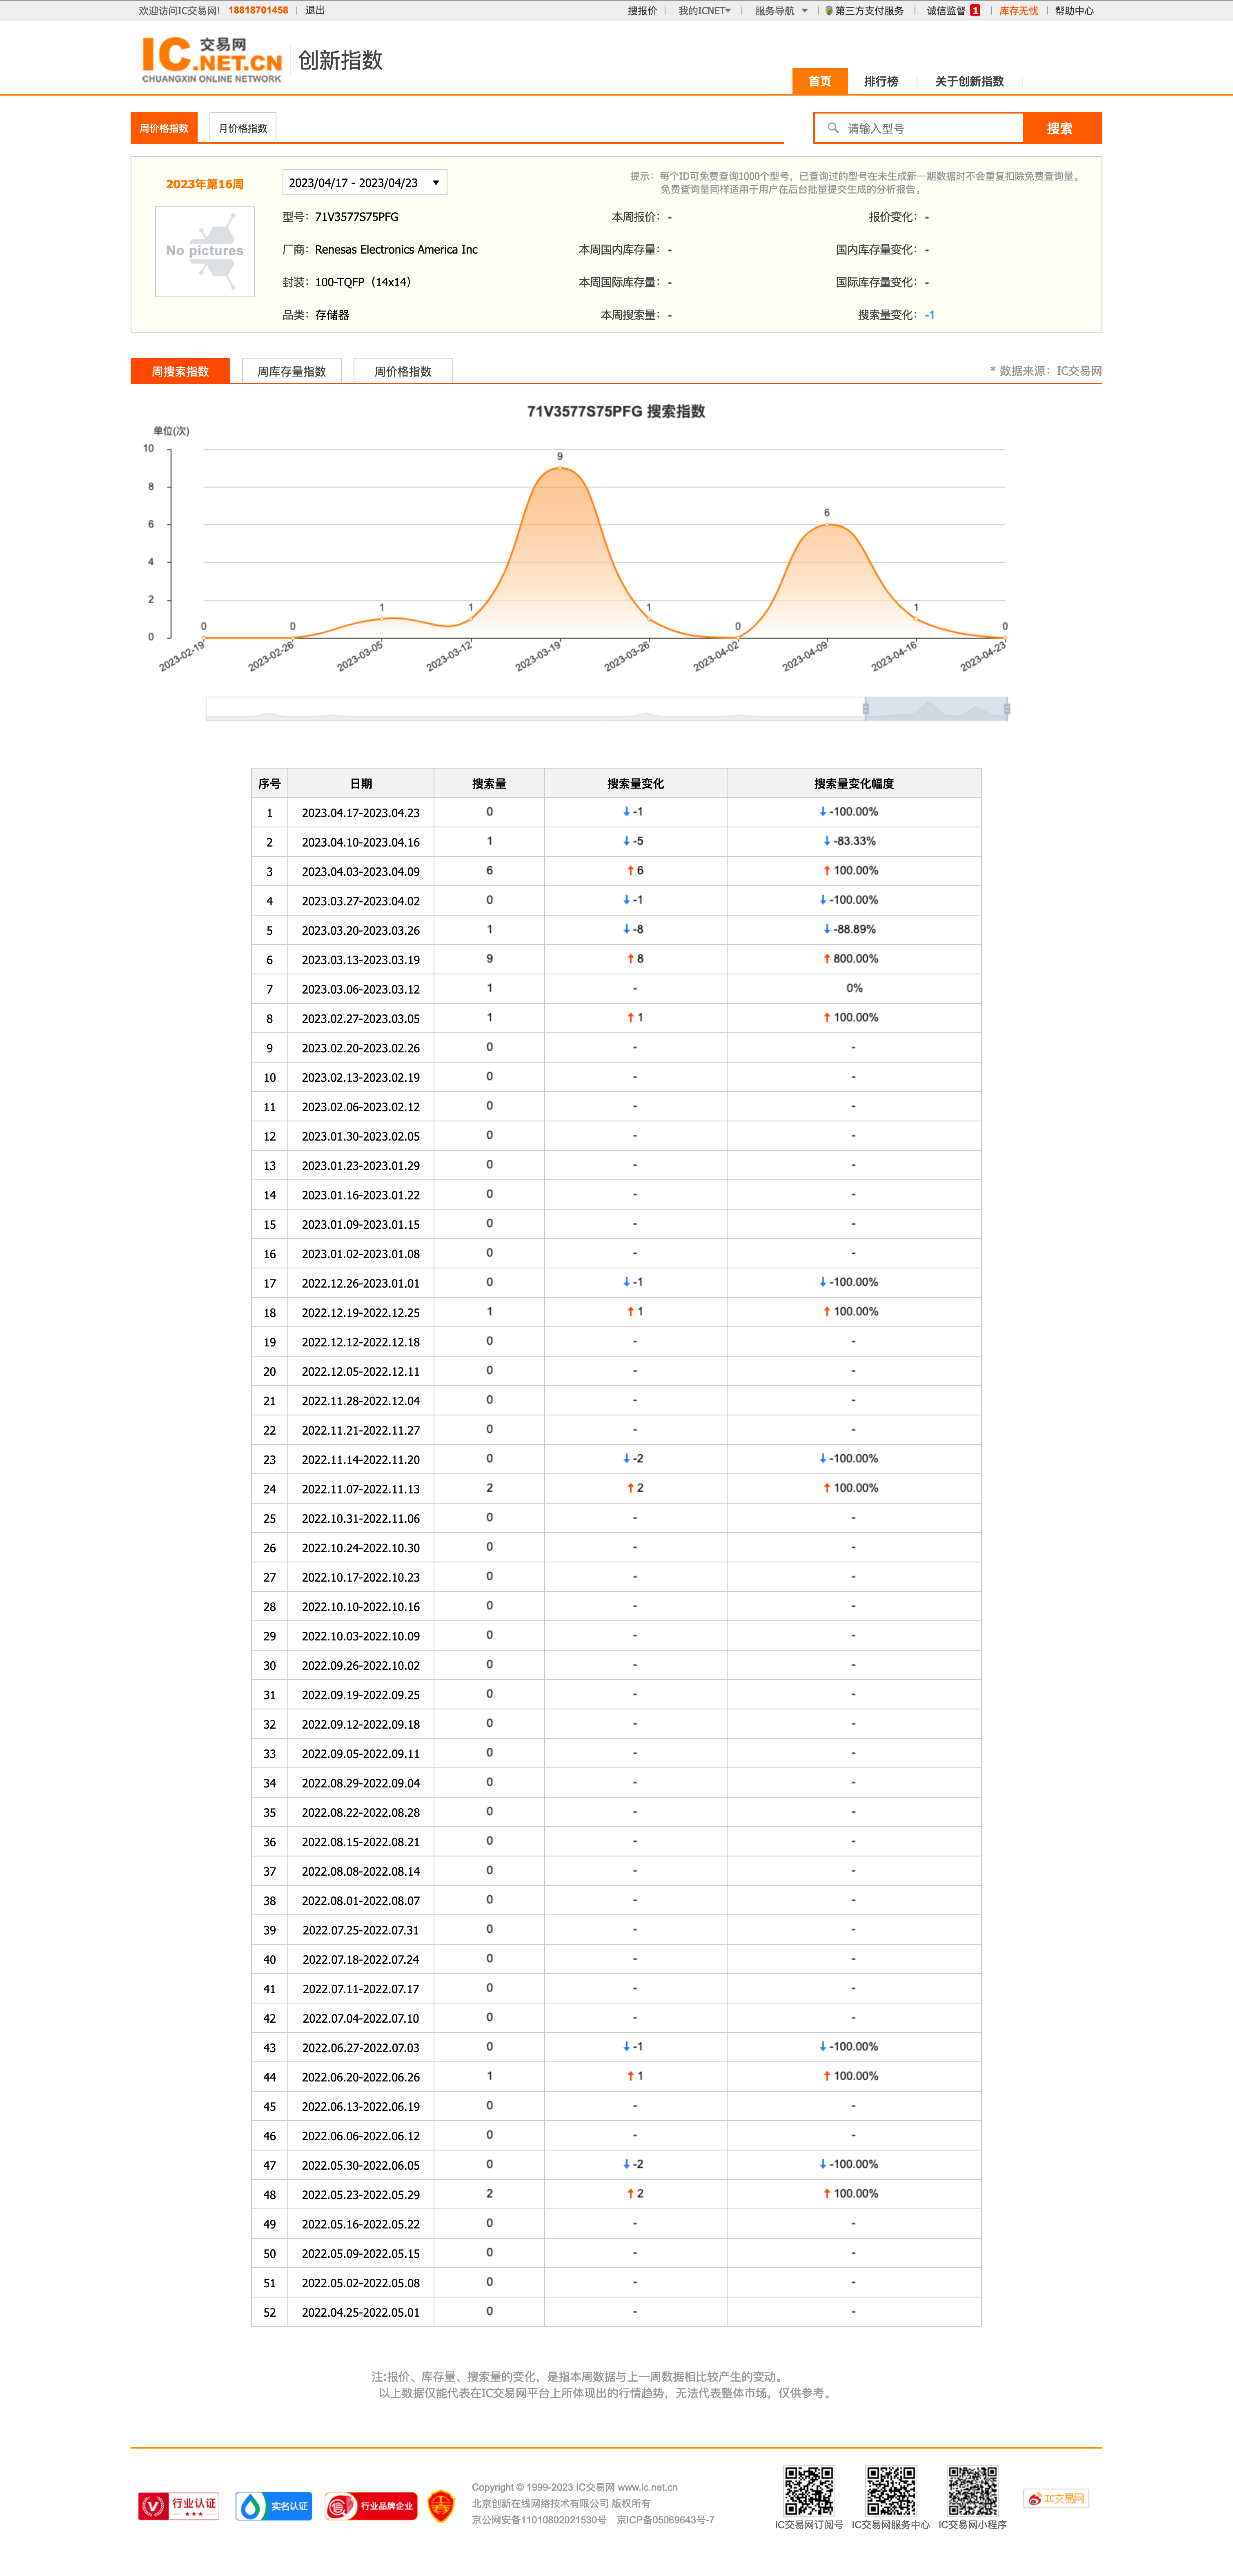 欢迎访问IC交易网! 18818701458 | 退出 搜报价 | 我的ICNET | 服务导航 | 第三方支付服务 | 诚信监督 1 | 库存无忧 | 帮助中心
IC 交易网
.NET.CN
CHUANGXIN ONLINE NETWORK
创新指数
首页 排行榜 关于创新指数
周价格指数 月价格指数 请输入型号 搜索
2023年第16周 2023/04/17 - 2023/04/23
提示：每个ID可免费查询1000个型号，已查询过的型号在未生成新一期数据时不会重复扣除免费查询量。
免费查询量同样适用于用户在后台批量提交生成的分析报告。
No pictures
型号：71V3577S75PFG 本周报价：- 报价变化：-
厂商：Renesas Electronics America Inc 本周国内库存量：- 国内库存量变化：-
封装：100-TQFP（14x14） 本周国际库存量：- 国际库存量变化：-
品类：存储器 本周搜索量：- 搜索量变化：-1
周搜索指数 周库存量指数 周价格指数 * 数据来源：IC交易网
71V3577S75PFG 搜索指数
单位(次)
10
8
6
4
2
0
0 0 1 1 9 1 0 6 1 0
2023-02-19 2023-02-26 2023-03-05 2023-03-12 2023-03-19 2023-03-26 2023-04-02 2023-04-09 2023-04-16 2023-04-23
序号 日期 搜索量 搜索量变化 搜索量变化幅度
1 2023.04.17-2023.04.23 0 ↓-1 ↓-100.00%
2 2023.04.10-2023.04.16 1 ↓-5 ↓-83.33%
3 2023.04.03-2023.04.09 6 ↑6 ↑100.00%
4 2023.03.27-2023.04.02 0 ↓-1 ↓-100.00%
5 2023.03.20-2023.03.26 1 ↓-8 ↓-88.89%
6 2023.03.13-2023.03.19 9 ↑8 ↑800.00%
7 2023.03.06-2023.03.12 1 - 0%
8 2023.02.27-2023.03.05 1 ↑1 ↑100.00%
9 2023.02.20-2023.02.26 0 - -
10 2023.02.13-2023.02.19 0 - -
11 2023.02.06-2023.02.12 0 - -
12 2023.01.30-2023.02.05 0 - -
13 2023.01.23-2023.01.29 0 - -
14 2023.01.16-2023.01.22 0 - -
15 2023.01.09-2023.01.15 0 - -
16 2023.01.02-2023.01.08 0 - -
17 2022.12.26-2023.01.01 0 ↓-1 ↓-100.00%
18 2022.12.19-2022.12.25 1 ↑1 ↑100.00%
19 2022.12.12-2022.12.18 0 - -
20 2022.12.05-2022.12.11 0 - -
21 2022.11.28-2022.12.04 0 - -
22 2022.11.21-2022.11.27 0 - -
23 2022.11.14-2022.11.20 0 ↓-2 ↓-100.00%
24 2022.11.07-2022.11.13 2 ↑2 ↑100.00%
25 2022.10.31-2022.11.06 0 - -
26 2022.10.24-2022.10.30 0 - -
27 2022.10.17-2022.10.23 0 - -
28 2022.10.10-2022.10.16 0 - -
29 2022.10.03-2022.10.09 0 - -
30 2022.09.26-2022.10.02 0 - -
31 2022.09.19-2022.09.25 0 - -
32 2022.09.12-2022.09.18 0 - -
33 2022.09.05-2022.09.11 0 - -
34 2022.08.29-2022.09.04 0 - -
35 2022.08.22-2022.08.28 0 - -
36 2022.08.15-2022.08.21 0 - -
37 2022.08.08-2022.08.14 0 - -
38 2022.08.01-2022.08.07 0 - -
39 2022.07.25-2022.07.31 0 - -
40 2022.07.18-2022.07.24 0 - -
41 2022.07.11-2022.07.17 0 - -
42 2022.07.04-2022.07.10 0 - -
43 2022.06.27-2022.07.03 0 ↓-1 ↓-100.00%
44 2022.06.20-2022.06.26 1 ↑1 ↑100.00%
45 2022.06.13-2022.06.19 0 - -
46 2022.06.06-2022.06.12 0 - -
47 2022.05.30-2022.06.05 0 ↓-2 ↓-100.00%
48 2022.05.23-2022.05.29 2 ↑2 ↑100.00%
49 2022.05.16-2022.05.22 0 - -
50 2022.05.09-2022.05.15 0 - -
51 2022.05.02-2022.05.08 0 - -
52 2022.04.25-2022.05.01 0 - -
注:报价、库存量、搜索量的变化，是指本周数据与上一周数据相比较产生的变动。
以上数据仅能代表在IC交易网平台上所体现出的行情趋势，无法代表整体市场，仅供参考。
行业认证 实名认证 行业品牌企业
Copyright © 1999-2023 IC交易网 www.ic.net.cn
北京创新在线网络技术有限公司 版权所有
京公网安备11010802021530号 京ICP备05069643号-7
IC交易网订阅号 IC交易网服务中心 IC交易网小程序
IC交易网